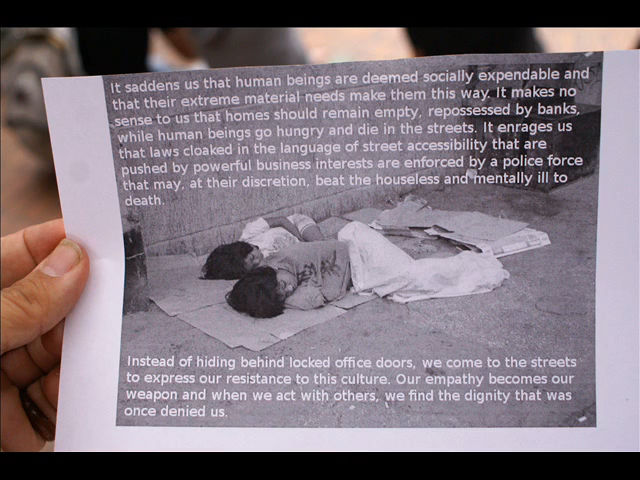 It saddens us that human beings are deemed socially expendable and
that their extreme material needs make them this way. It makes no
sense to us that homes should remain empty, repossessed by banks,
while human beings go hungry and die in the streets. It enrages us
that laws cloaked in the language of street accessibility that are
pushed by powerful business interests are enforced by a police force
that may, at their discretion, beat the houseless and mentally ill to
death.
Instead of hiding behind locked office doors, we come to the streets
to express our resistance to this culture. Our empathy becomes our
weapon and when we act with others, we find the dignity that was
once denied us.